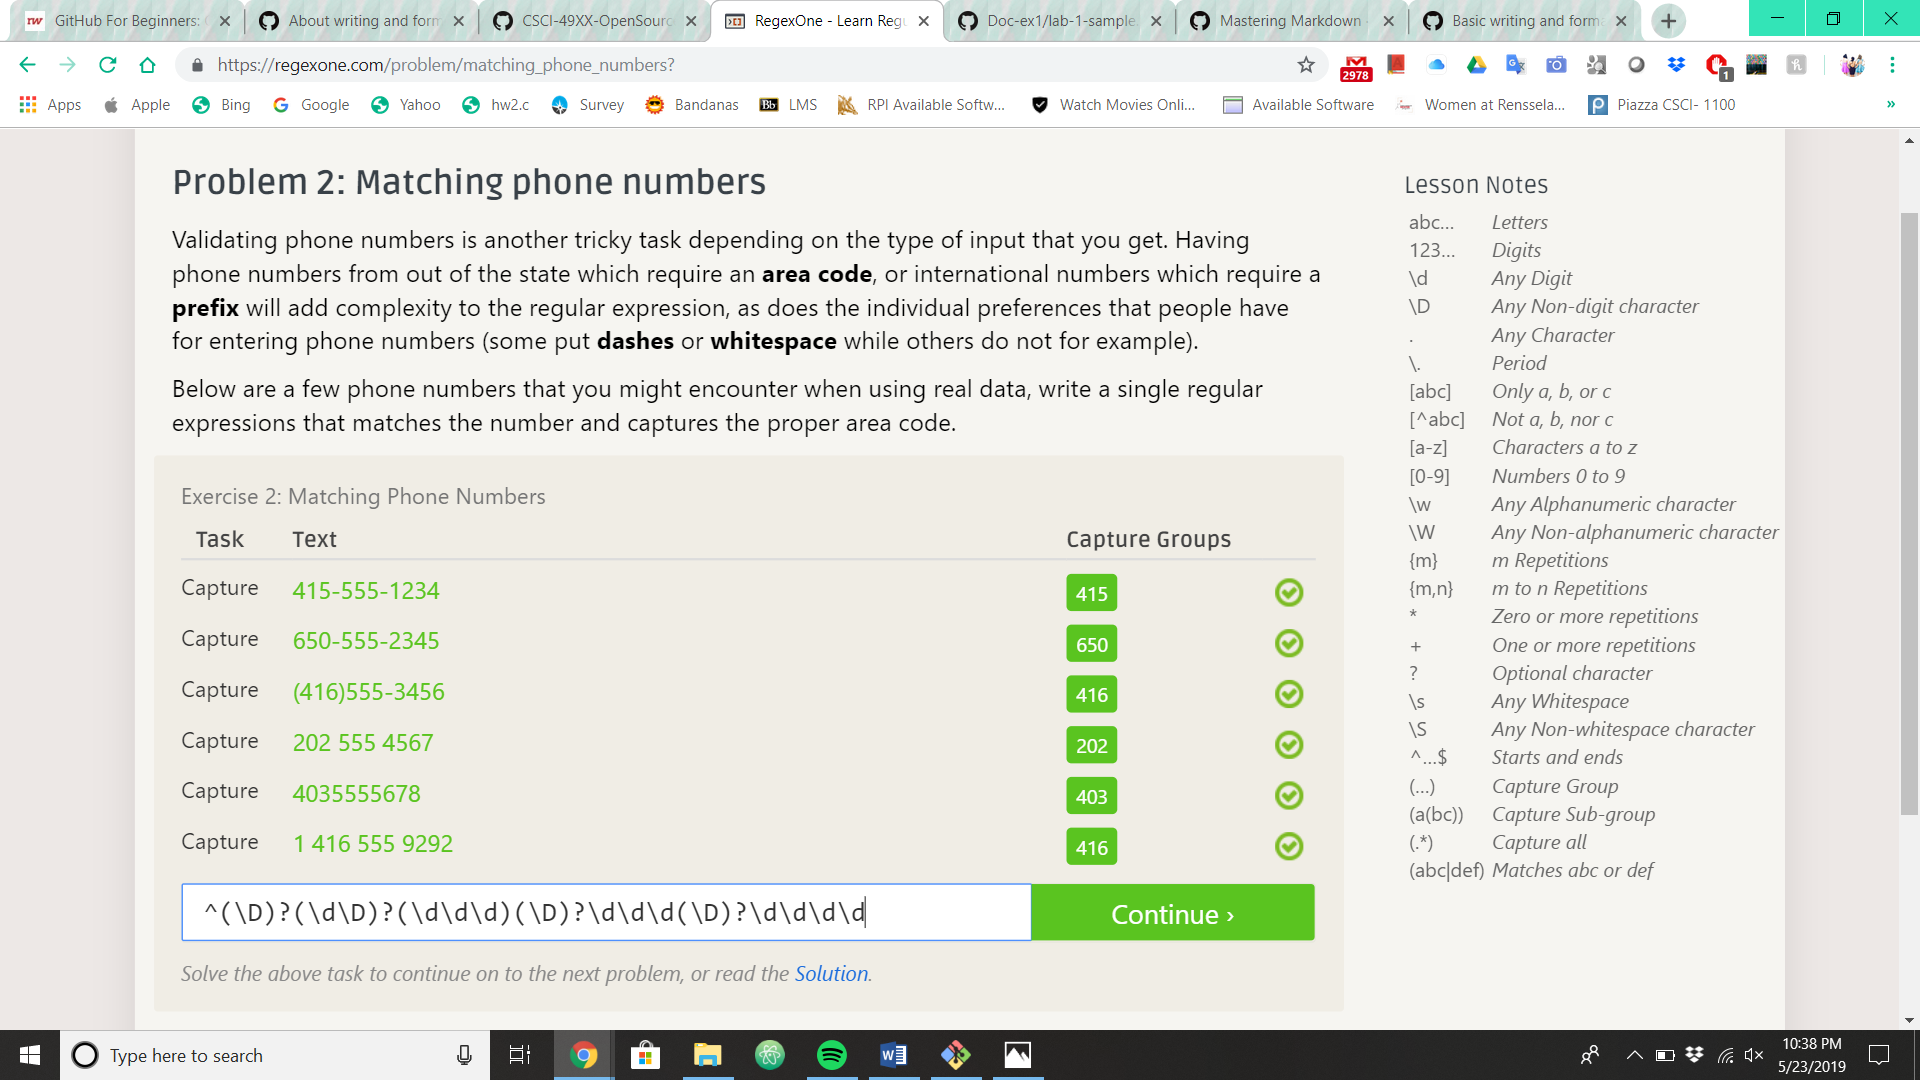 GitHub For Beginners:
About writing and form
CSCI-49XX-OpenSourc
RegexOne - Learn Regu
Doc-ex1/lab-1-sample.
Mastering Markdown
Basic writing and form
https://regexone.com/problem/matching_phone_numbers?
2978
1
Apps
Apple
Bing
Google
Yahoo
hw2.c
Survey
Bandanas
Bb
LMS
RPI Available Softw...
Watch Movies Onli...
Available Software
Women at Renssela...
Piazza CSCI- 1100
»
Problem 2: Matching phone numbers
Validating phone numbers is another tricky task depending on the type of input that you get. Having
phone numbers from out of the state which require an area code, or international numbers which require a
prefix will add complexity to the regular expression, as does the individual preferences that people have
for entering phone numbers (some put dashes or whitespace while others do not for example).
Below are a few phone numbers that you might encounter when using real data, write a single regular
expressions that matches the number and captures the proper area code.
Exercise 2: Matching Phone Numbers
Task Text Capture Groups
Capture 415-555-1234 415
Capture 650-555-2345 650
Capture (416)555-3456 416
Capture 202 555 4567 202
Capture 4035555678 403
Capture 1 416 555 9292 416
^(\D)?(\d\D)?(\d\d\d)(\D)?\d\d\d(\D)?\d\d\d\d
Continue ›
Solve the above task to continue on to the next problem, or read the Solution.
Lesson Notes
abc... Letters
123... Digits
\d Any Digit
\D Any Non-digit character
. Any Character
\. Period
[abc] Only a, b, or c
[^abc] Not a, b, nor c
[a-z] Characters a to z
[0-9] Numbers 0 to 9
\w Any Alphanumeric character
\W Any Non-alphanumeric character
{m} m Repetitions
{m,n} m to n Repetitions
* Zero or more repetitions
+ One or more repetitions
? Optional character
\s Any Whitespace
\S Any Non-whitespace character
^...$ Starts and ends
(...) Capture Group
(a(bc)) Capture Sub-group
(.*) Capture all
(abc|def) Matches abc or def
Type here to search
10:38 PM
5/23/2019